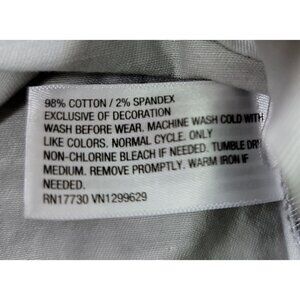 98% COTTON / 2% SPANDEX
EXCLUSIVE OF DECORATION
WASH BEFORE WEAR. MACHINE WASH COLD WITH
LIKE COLORS. NORMAL CYCLE. ONLY
NON-CHLORINE BLEACH IF NEEDED. TUMBLE DRY
MEDIUM. REMOVE PROMPTLY. WARM IRON IF
NEEDED.
RN17730 VN1299629